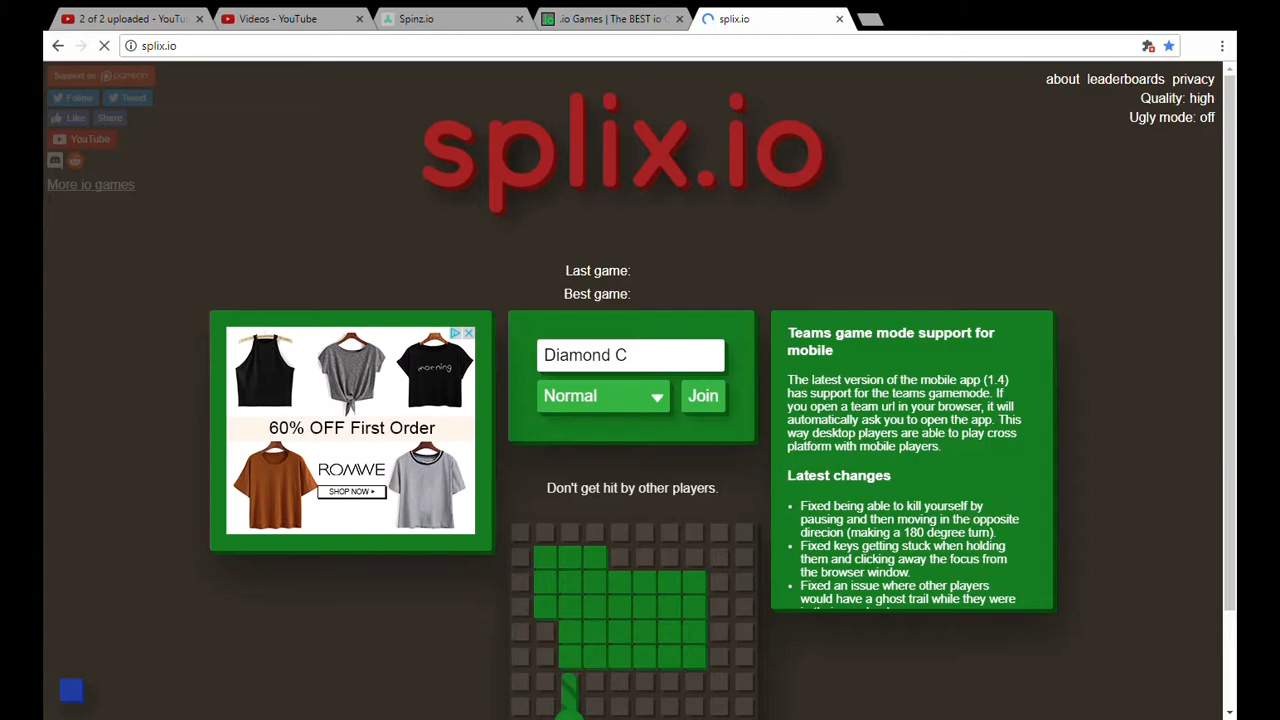 2 of 2 uploaded - YouTu
Videos - YouTube
Spinz.io
.io Games | The BEST io G
splix.io
splix.io
Support on patreon
Follow
Tweet
Like
Share
YouTube
More io games
about leaderboards privacy
Quality: high
Ugly mode: off
splix.io
Last game:
Best game:
morning
60% OFF First Order
ROMWE
SHOP NOW
Diamond C
Normal
Join
Don't get hit by other players.
Teams game mode support for
mobile
The latest version of the mobile app (1.4)
has support for the teams gamemode. If
you open a team url in your browser, it will
automatically ask you to open the app. This
way desktop players are able to play cross
platform with mobile players.
Latest changes
• Fixed being able to kill yourself by
pausing and then moving in the opposite
direcion (making a 180 degree turn).
• Fixed keys getting stuck when holding
them and clicking away the focus from
the browser window.
• Fixed an issue where other players
would have a ghost trail while they were